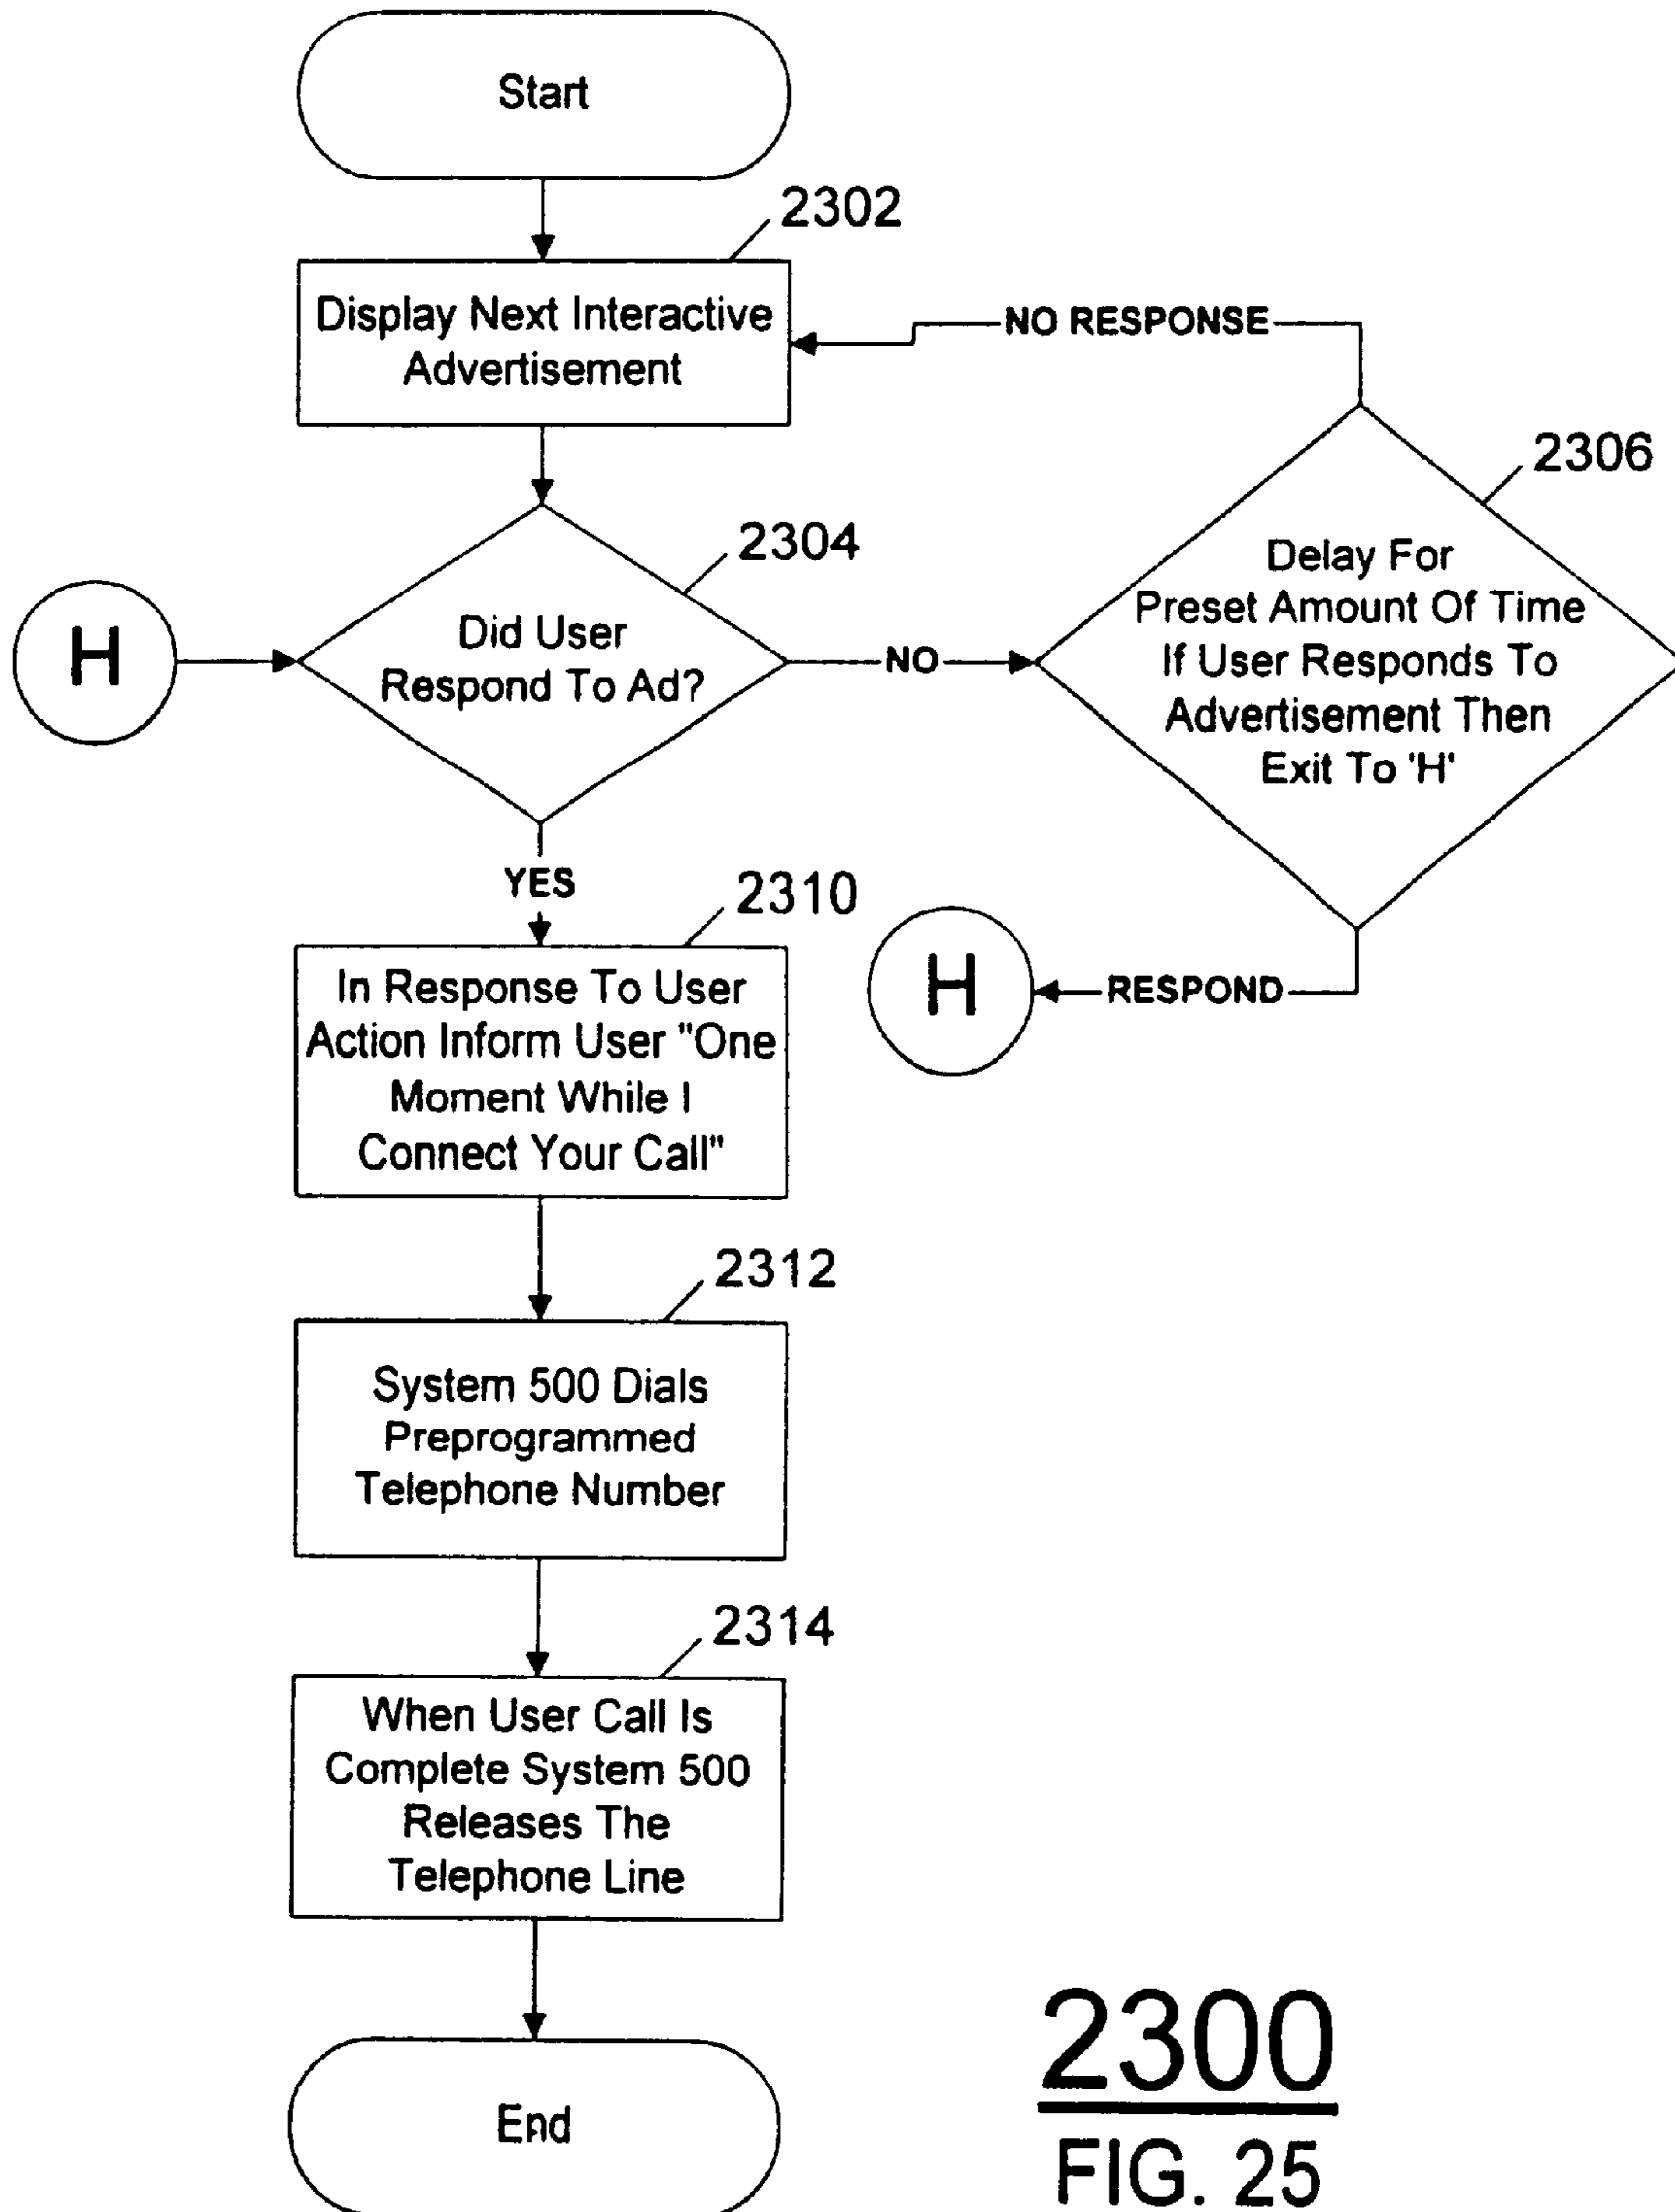 Start
2302
Display Next Interactive
Advertisement
NO RESPONSE
2306
2304
Delay For
Preset Amount Of Time
If User Responds To
Advertisement Then
Exit To 'H'
H
Did User
Respond To Ad?
NO
YES
2310
H
RESPOND
In Response To User
Action Inform User "One
Moment While I
Connect Your Call"
2312
System 500 Dials
Preprogrammed
Telephone Number
2314
When User Call Is
Complete System 500
Releases The
Telephone Line
End
2300
FIG. 25